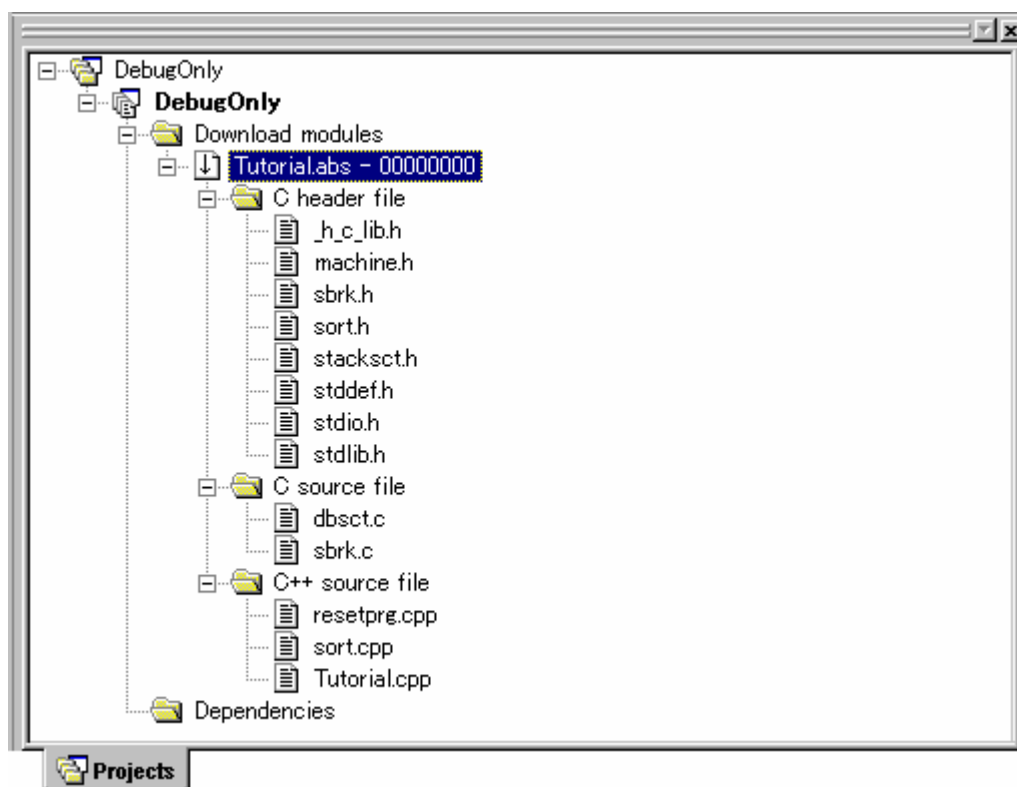 DebugOnly
DebugOnly
Download modules
Tutorial.abs - 00000000
C header file
_h_c_lib.h
machine.h
sbrk.h
sort.h
stacksct.h
stddef.h
stdio.h
stdlib.h
C source file
dbsct.c
sbrk.c
C++ source file
resetprg.cpp
sort.cpp
Tutorial.cpp
Dependencies
Projects